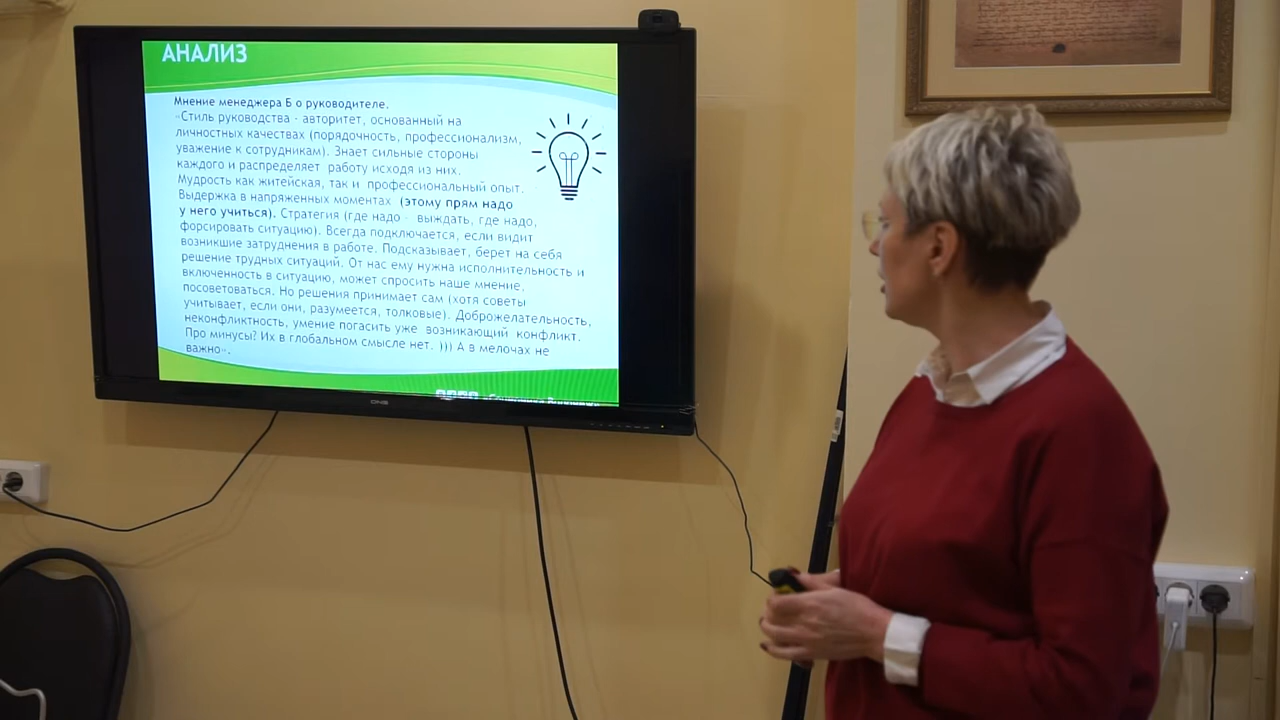 АНАЛИЗ
Мнение менеджера Б о руководителе.
«Стиль руководства - авторитет, основанный на
личностных качествах (порядочность, профессионализм,
уважение к сотрудникам). Знает сильные стороны
каждого и распределяет работу исходя из них.
Мудрость как житейская, так и профессиональный опыт.
Выдержка в напряженных моментах (этому прям надо
у него учиться). Стратегия (где надо - выждать, где надо,
форсировать ситуацию). Всегда подключается, если видит
возникшие затруднения в работе. Подсказывает, берет на себя
решение трудных ситуаций. От нас ему нужна исполнительность и
включенность в ситуацию, может спросить наше мнение,
посоветоваться. Но решения принимает сам (хотя советы
учитывает, если они, разумеется, толковые). Доброжелательность,
неконфликтность, умение погасить уже возникающий конфликт.
Про минусы? Их в глобальном смысле нет. ))) А в мелочах не
важно».